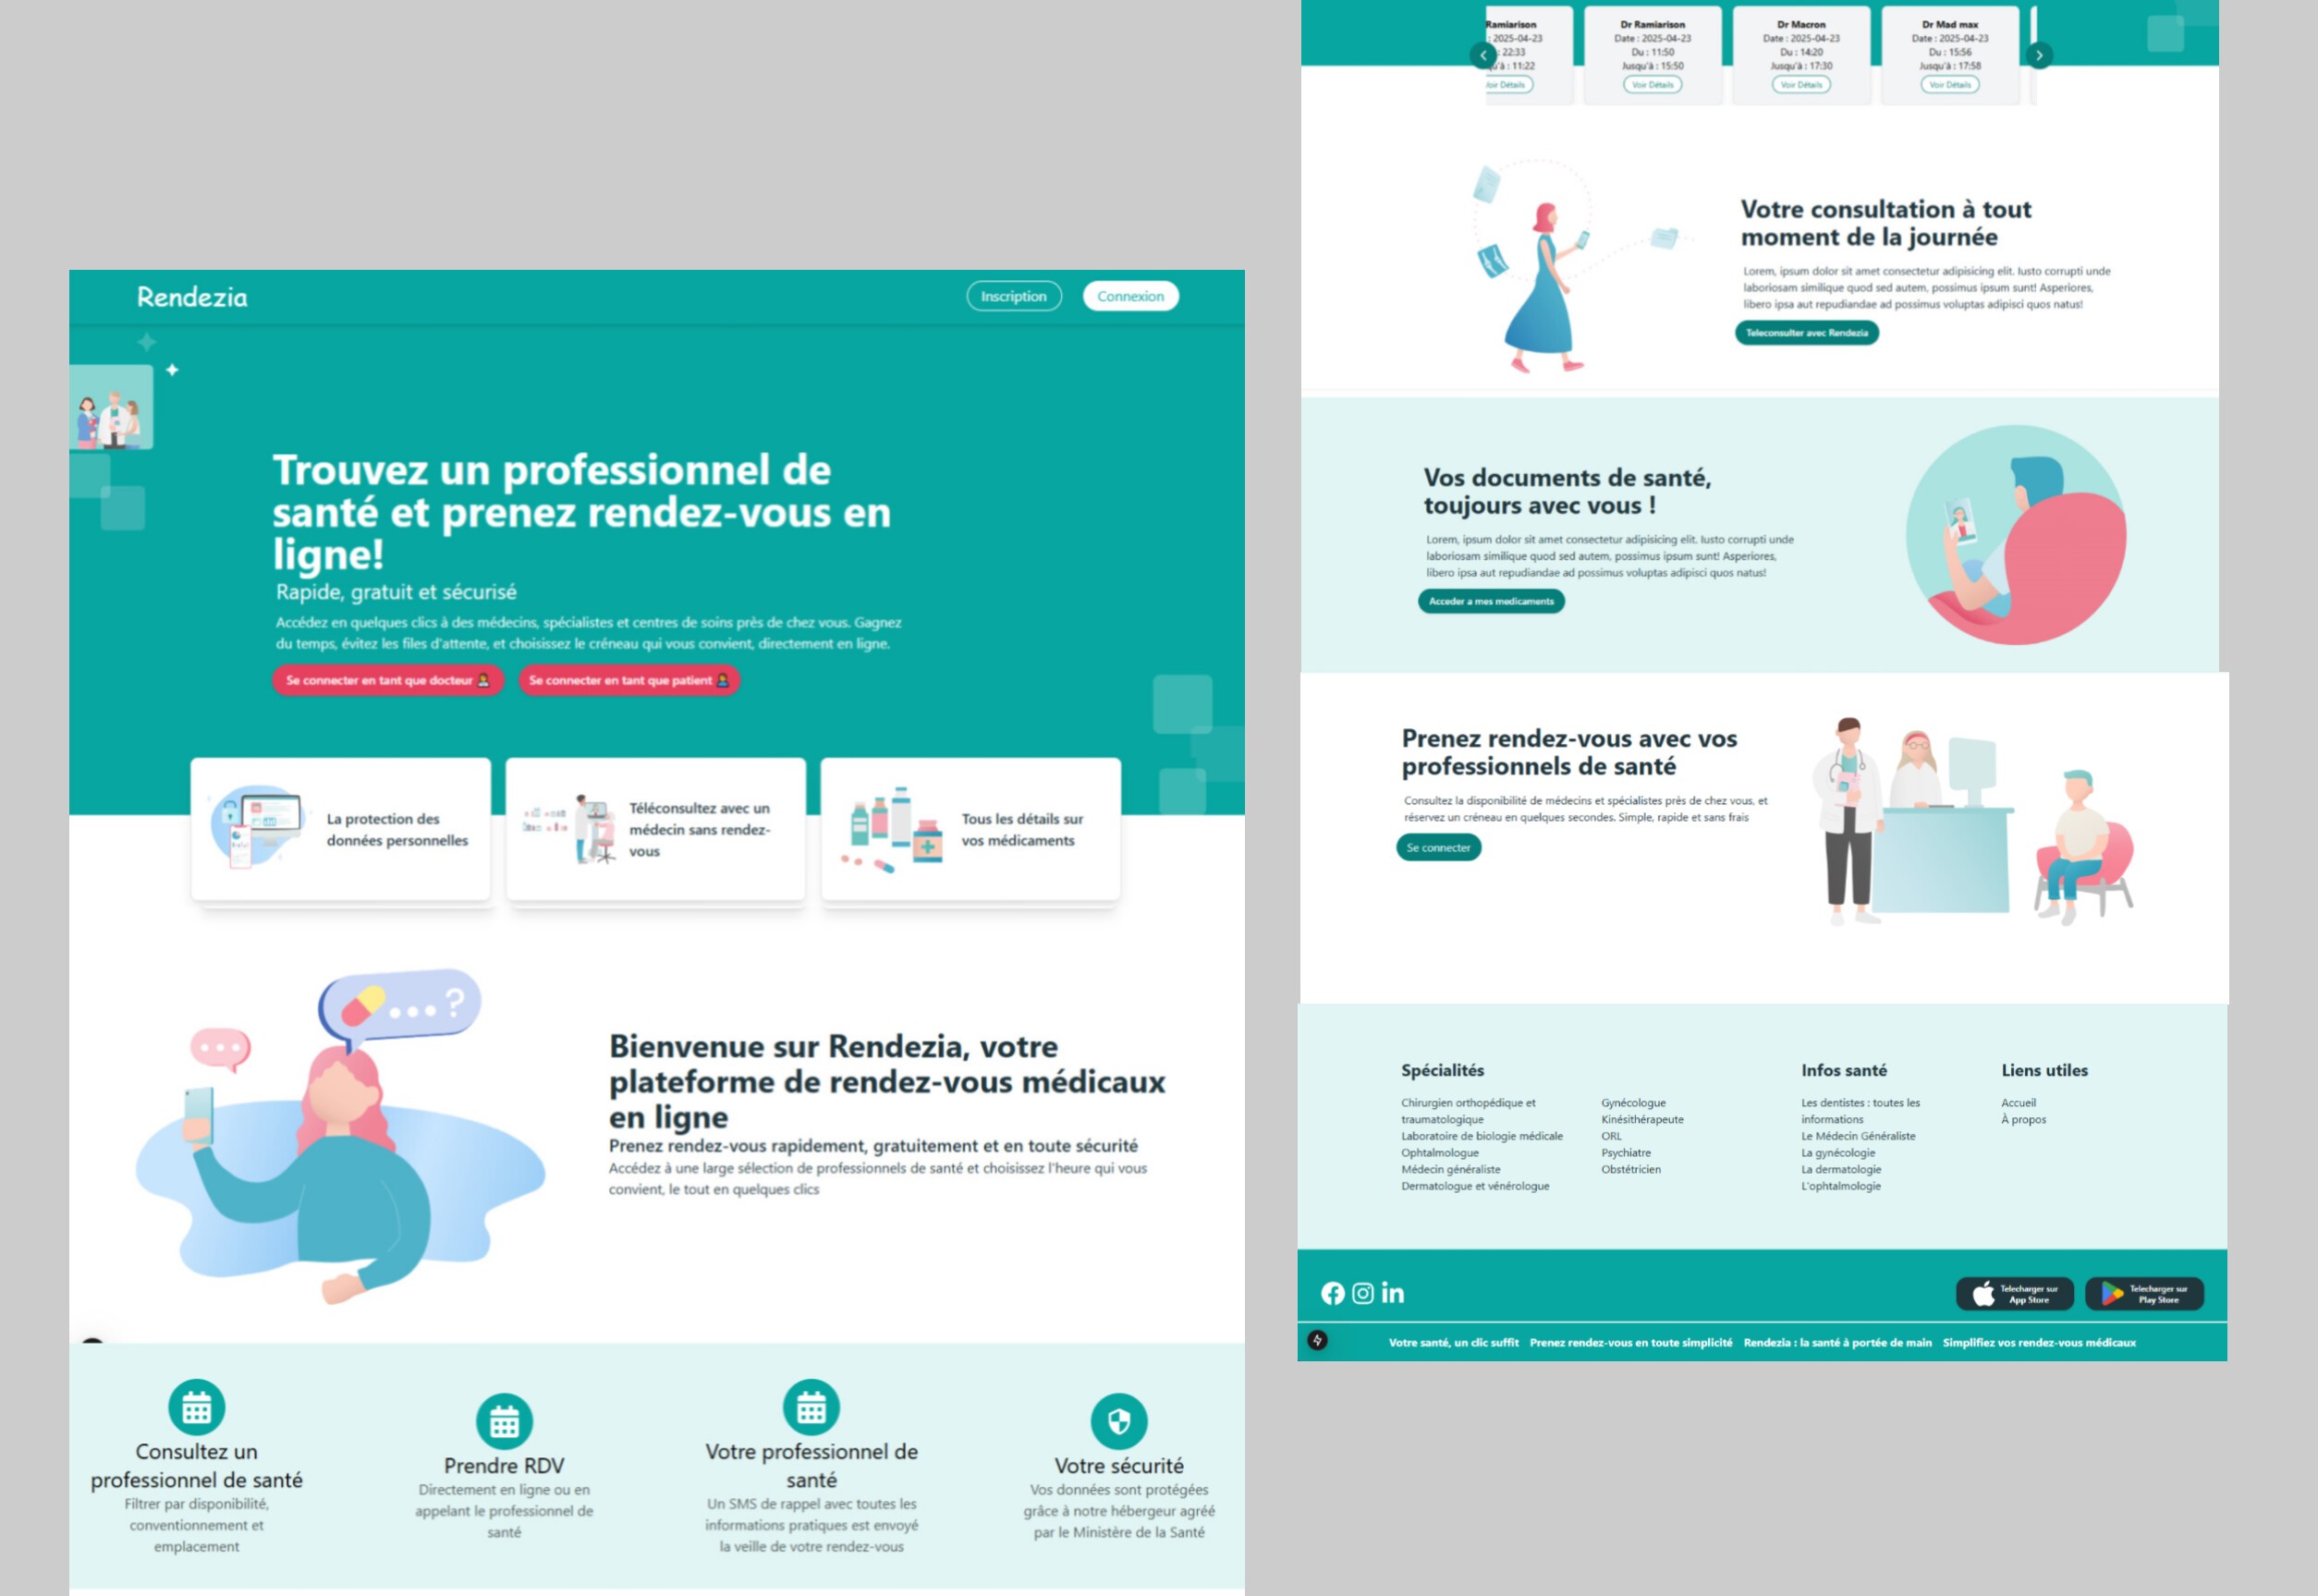 Rendezia
Inscription
Connexion
Trouvez un professionnel de
santé et prenez rendez-vous en
ligne!
Rapide, gratuit et sécurisé
Accédez en quelques clics à des médecins, spécialistes et centres de soins près de chez vous. Gagnez
du temps, évitez les files d'attente, et choisissez le créneau qui vous convient, directement en ligne.
Se connecter en tant que docteur
Se connecter en tant que patient
La protection des
données personnelles
Téléconsultez avec un
médecin sans rendez-
vous
Tous les détails sur
vos médicaments
...?
Bienvenue sur Rendezia, votre
plateforme de rendez-vous médicaux
en ligne
Prenez rendez-vous rapidement, gratuitement et en toute sécurité
Accédez à une large sélection de professionnels de santé et choisissez l'heure qui vous
convient, le tout en quelques clics
Consultez un
professionnel de santé
Filtrer par disponibilité,
conventionnement et
emplacement
Prendre RDV
Directement en ligne ou en
appelant le professionnel de
santé
Votre professionnel de
santé
Un SMS de rappel avec toutes les
informations pratiques est envoyé
la veille de votre rendez-vous
Votre sécurité
Vos données sont protégées
grâce à notre hébergeur agréé
par le Ministère de la Santé
Ramiarison
: 2025-04-23
: 22:33
qu'à : 11:22
Voir Détails
Dr Ramiarison
Date : 2025-04-23
Du : 11:50
Jusqu'à : 15:50
Voir Détails
Dr Macron
Date : 2025-04-23
Du : 14:20
Jusqu'à : 17:30
Voir Détails
Dr Mad max
Date : 2025-04-23
Du : 15:56
Jusqu'à : 17:58
Voir Détails
Votre consultation à tout
moment de la journée
Lorem, ipsum dolor sit amet consectetur adipisicing elit. Iusto corrupti unde
laboriosam similique quod sed autem, possimus ipsum sunt! Asperiores,
libero ipsa aut repudiandae ad possimus voluptas adipisci quos natus!
Teleconsulter avec Rendezia
Vos documents de santé,
toujours avec vous !
Lorem, ipsum dolor sit amet consectetur adipisicing elit. Iusto corrupti unde
laboriosam similique quod sed autem, possimus ipsum sunt! Asperiores,
libero ipsa aut repudiandae ad possimus voluptas adipisci quos natus!
Acceder a mes medicaments
Prenez rendez-vous avec vos
professionnels de santé
Consultez la disponibilité de médecins et spécialistes près de chez vous, et
réservez un créneau en quelques secondes. Simple, rapide et sans frais
Se connecter
Spécialités
Chirurgien orthopédique et
traumatologique
Laboratoire de biologie médicale
Ophtalmologue
Médecin généraliste
Dermatologue et vénérologue
Gynécologue
Kinésithérapeute
ORL
Psychiatre
Obstétricien
Infos santé
Les dentistes : toutes les
informations
Le Médecin Généraliste
La gynécologie
La dermatologie
L'ophtalmologie
Liens utiles
Accueil
À propos
in
Telecharger sur
App Store
Telecharger sur
Play Store
Votre santé, un clic suffit
Prenez rendez-vous en toute simplicité
Rendezia : la santé à portée de main
Simplifiez vos rendez-vous médicaux